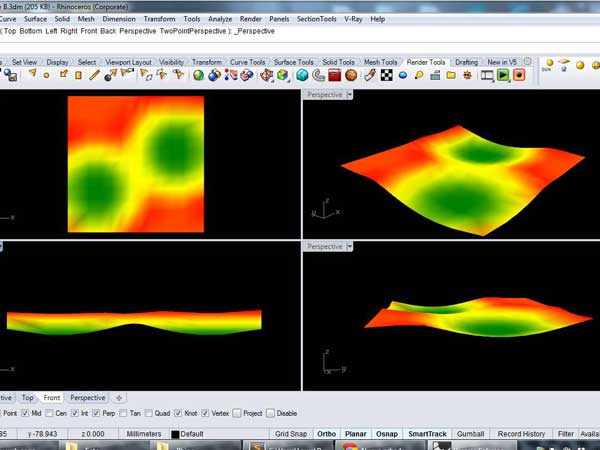 B.3dm (205 KB) - Rhinoceros (Corporate)
Curve Surface Solid Mesh Dimension Transform Tools Analyze Render Panels SectionTools V-Ray Help
( Top Bottom Left Right Front Back Perspective TwoPointPerspective ): _Perspective
Set View Display Select Viewport Layout Visibility Transform Curve Tools Surface Tools Solid Tools Mesh Tools Render Tools Drafting New in V5
Perspective
x
z
y x
Perspective
x
z
x y
Top Front Perspective
Point Mid Cen Int Perp Tan Quad Knot Vertex Project Disable
y -78.943 z 0.000 Millimeters Default Grid Snap Ortho Planar Osnap SmartTrack Gumball Record History Filter